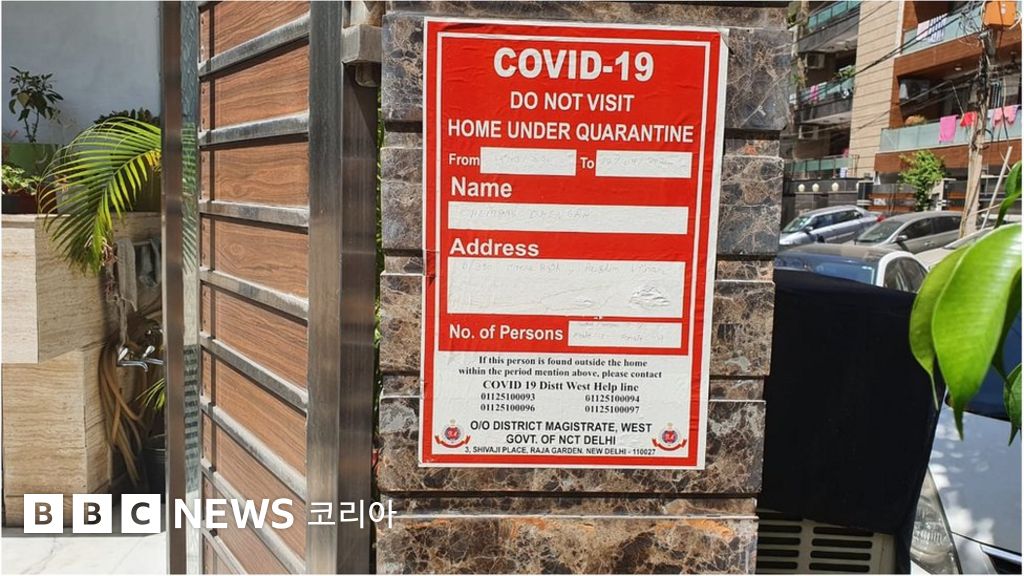 COVID-19
DO NOT VISIT
HOME UNDER QUARANTINE
From To
Name
Address
No. of Persons
If this person is found outside the home
within the period mention above, please contact
COVID 19 Distt West Help line
01125100093 01125100094
01125100096 01125100097
O/O DISTRICT MAGISTRATE, WEST
GOVT. OF NCT DELHI
3, SHIVAJI PLACE, RAJA GARDEN. NEW DELHI - 110027
BBC NEWS 코리아